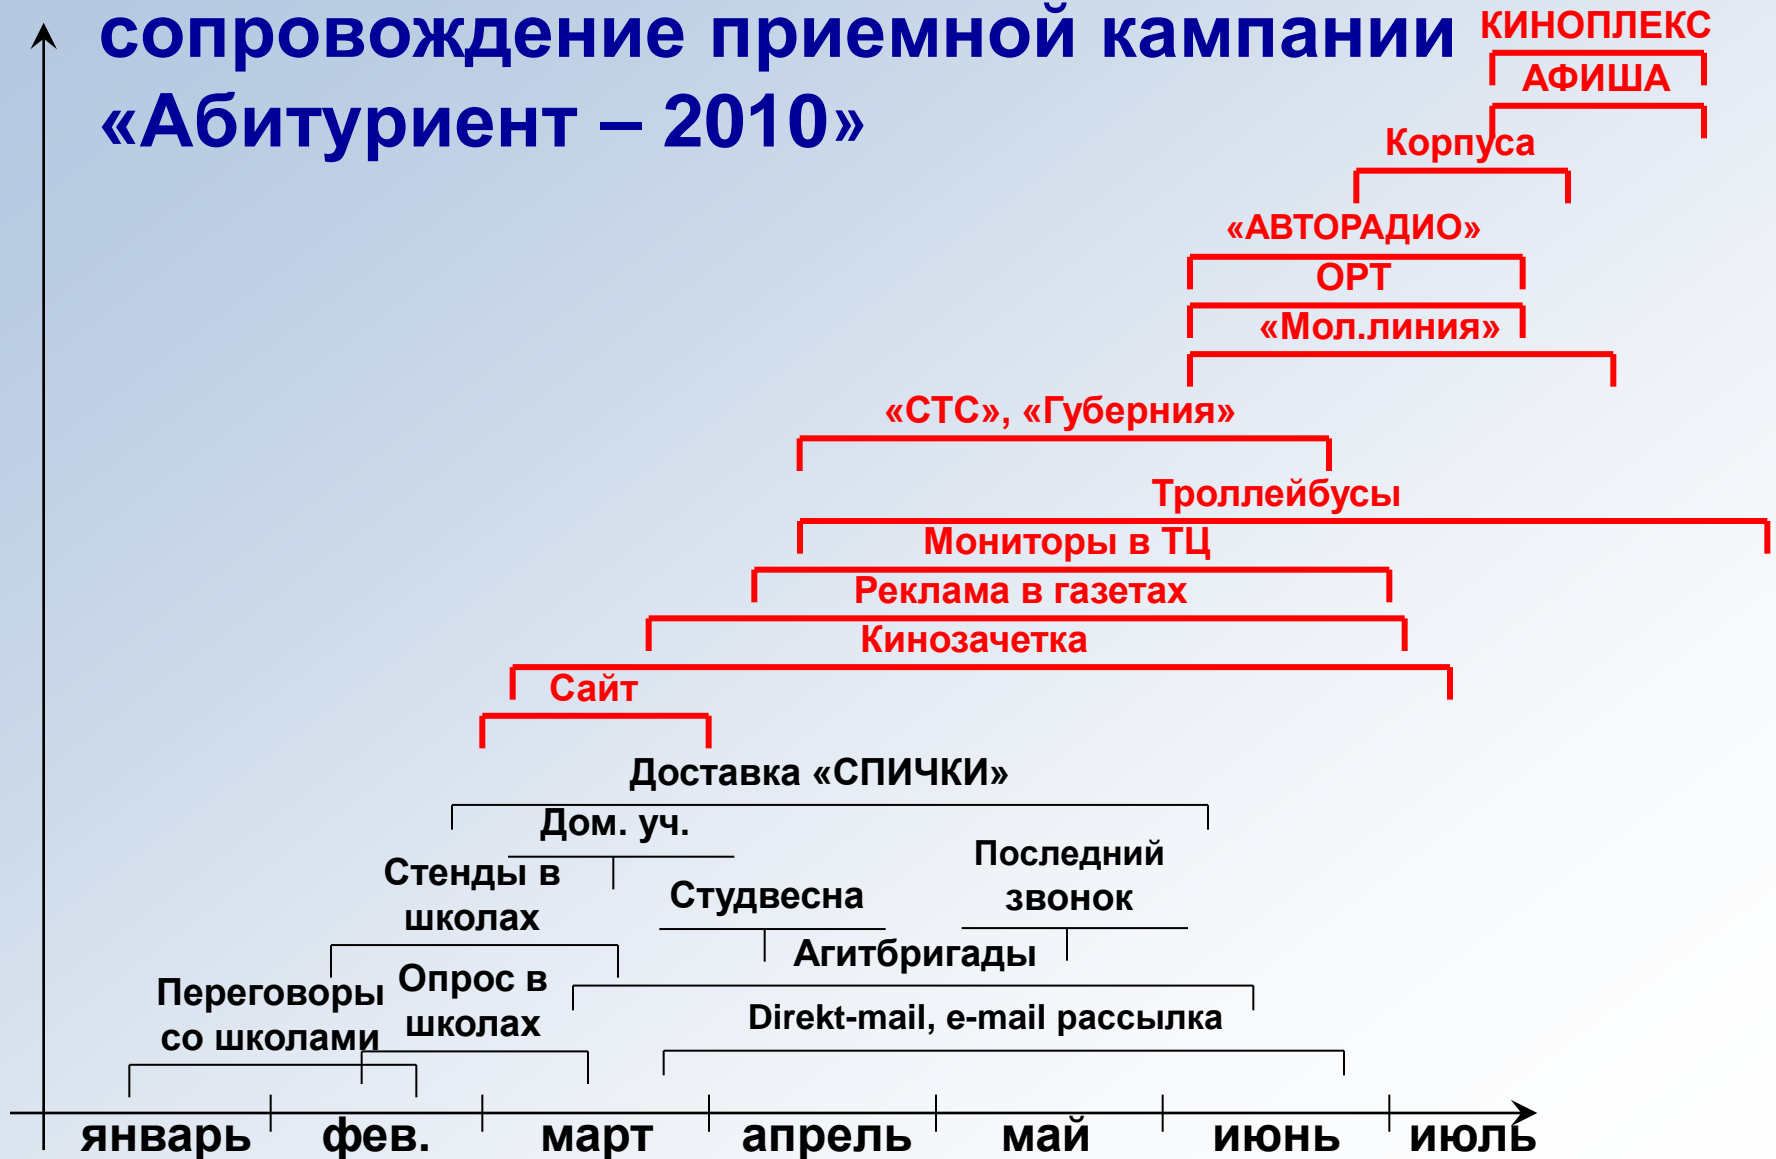 сопровождение приемной кампании
«Абитуриент – 2010»
КИНОПЛЕКС
АФИША
Корпуса
«АВТОРАДИО»
ОРТ
«Мол.линия»
«СТС», «Губерния»
Троллейбусы
Мониторы в ТЦ
Реклама в газетах
Кинозачетка
Сайт
Доставка «СПИЧКИ»
Дом. уч.
Стенды в
школах
Студвесна
Последний
звонок
Агитбригады
Переговоры
со школами
Опрос в
школах
Direkt-mail, e-mail рассылка
январь фев. март апрель май июнь июль